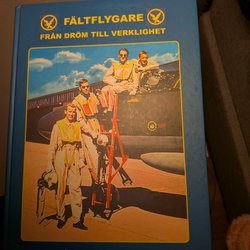 FÄLTFLYGARE
FRÅN DRÖM TILL VERKLIGHET